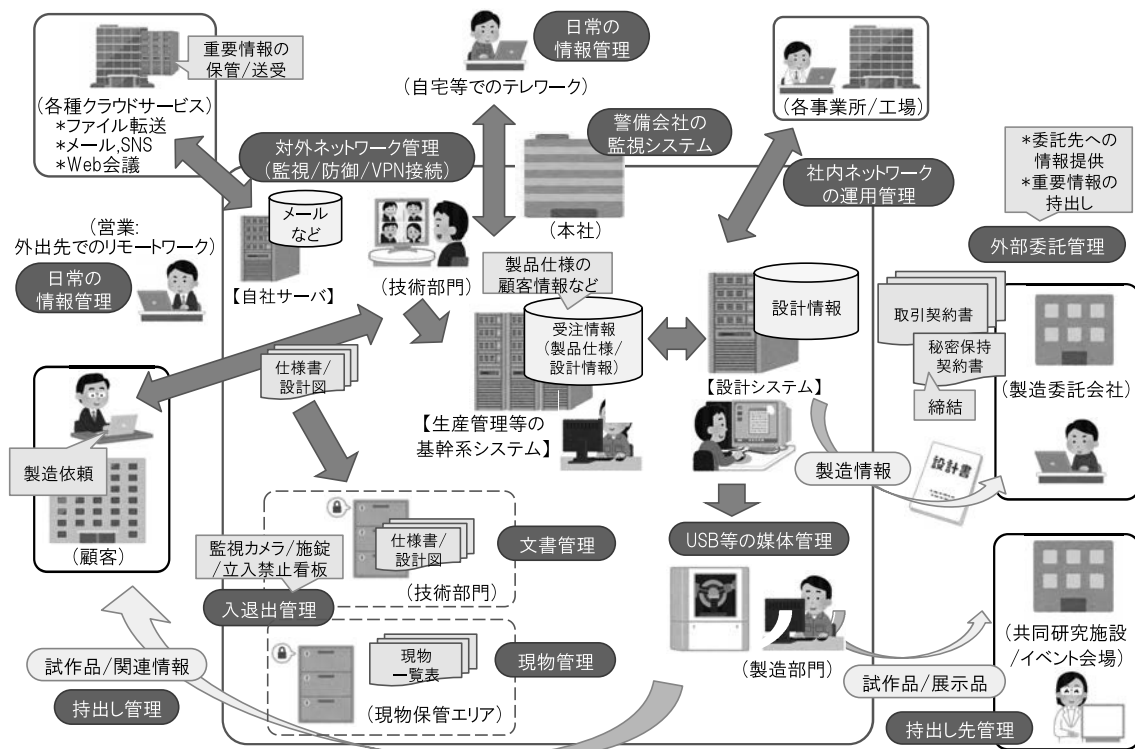 重要情報の
保管/送受
(各種クラウドサービス)
*ファイル転送
*メール,SNS
*Web会議
日常の
情報管理
(自宅等でのテレワーク)
(各事業所/工場)
対外ネットワーク管理
(監視/防御/VPN接続)
警備会社の
監視システム
(本社)
社内ネットワーク
の運用管理
*委託先への
情報提供
*重要情報の
持出し
外部委託管理
(営業:
外出先でのリモートワーク)
日常の
情報管理
メール
など
【自社サーバ】
(技術部門)
製品仕様の
顧客情報など
受注情報
(製品仕様/
設計情報)
【生産管理等の
基幹系システム】
設計情報
【設計システム】
取引契約書
秘密保持
契約書
締結
(製造委託会社)
仕様書/
設計図
製造依頼
(顧客)
製造情報
設計書
仕様書/
設計図
(技術部門)
文書管理
監視カメラ/施錠
/立入禁止看板
入退出管理
USB等の媒体管理
(製造部門)
現物
一覧表
(現物保管エリア)
現物管理
試作品/関連情報
持出し管理
(共同研究施設
/イベント会場)
試作品/展示品
持出し先管理